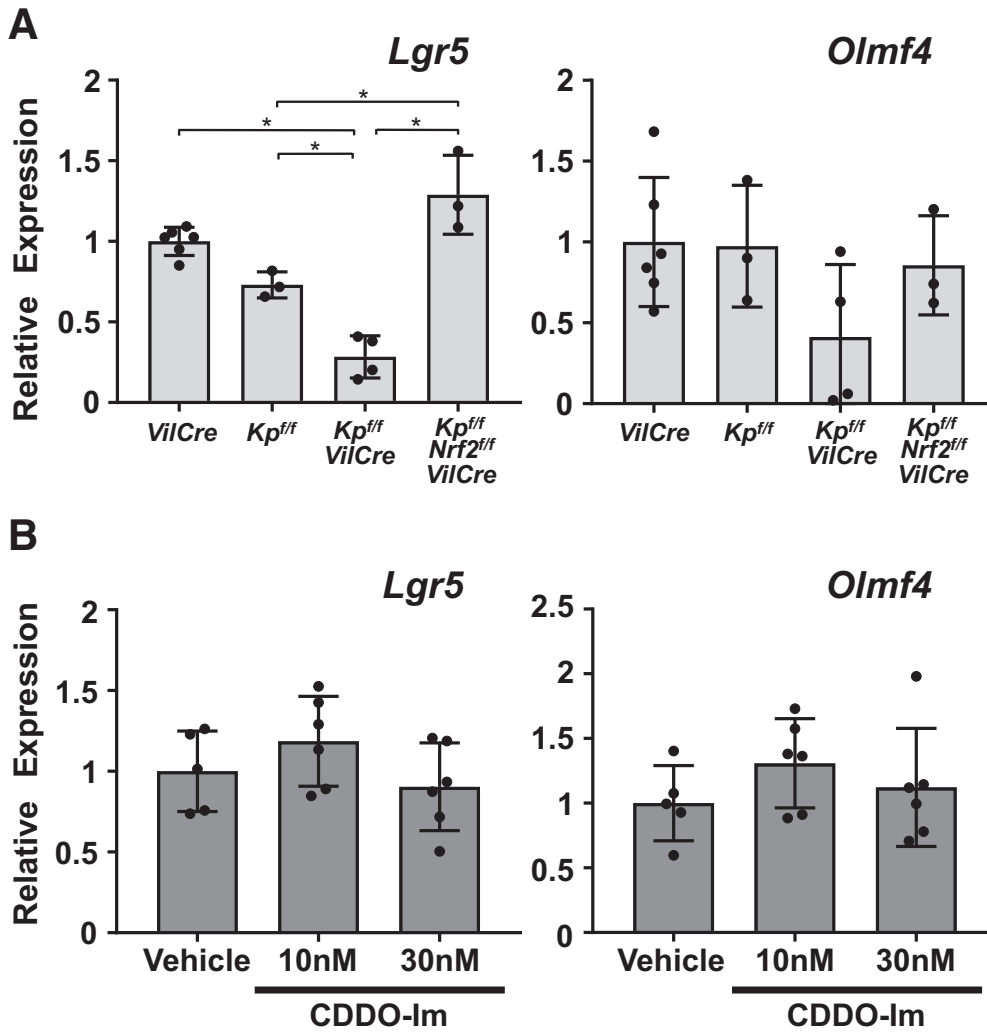 A
Lgr5
Olmf4
Relative Expression
2
1.5
1
0.5
0
*
*
*
*
VilCre
Kpf/f
Kpf/f
VilCre
Kpf/f
Nrf2f/f
VilCre
2
1.5
1
0.5
0
VilCre
Kpf/f
Kpf/f
VilCre
Kpf/f
Nrf2f/f
VilCre
B
Lgr5
Olmf4
Relative Expression
2
1.5
1
0.5
0
Vehicle
10nM
30nM
CDDO-Im
2.5
2
1.5
1
0.5
0
Vehicle
10nM
30nM
CDDO-Im